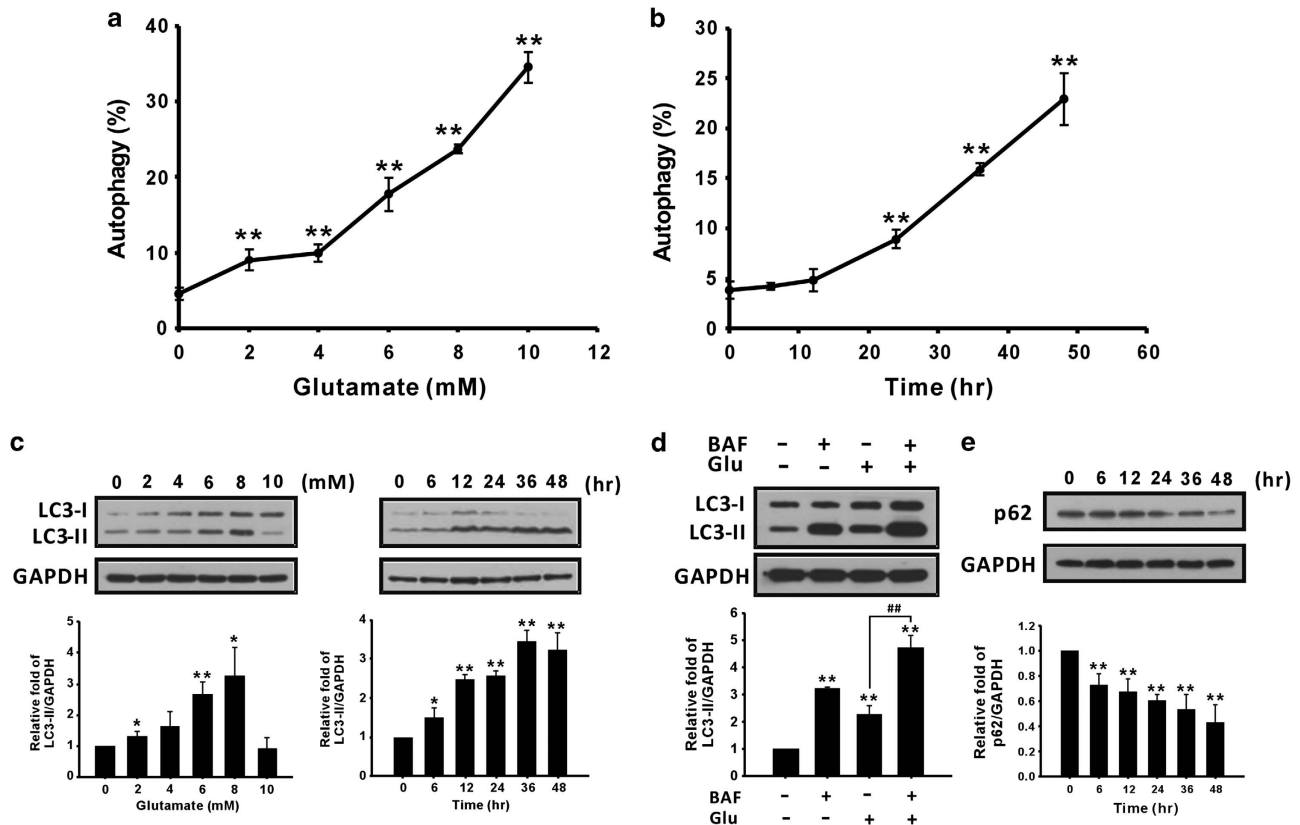 a
40
30
20
10
0
Autophagy (%)
** ** ** ** **
0 2 4 6 8 10 12
Glutamate (mM)
b
30
25
20
15
10
5
0
Autophagy (%)
** ** **
0 10 20 30 40 50 60
Time (hr)
c
0 2 4 6 8 10 (mM)
LC3-I
LC3-II
GAPDH
Relative fold of
LC3-II/GAPDH
5
4
3
2
1
0
* ** *
0 2 4 6 8 10
Glutamate (mM)
0 6 12 24 36 48 (hr)
Relative fold of
LC3-II/GAPDH
4
3
2
1
0
* ** ** ** **
0 6 12 24 36 48
Time (hr)
d
BAF - + - +
Glu - - + +
LC3-I
LC3-II
GAPDH
Relative fold of
LC3-II/GAPDH
6
5
4
3
2
1
0
##
** ** **
BAF - + - +
Glu - - + +
e
0 6 12 24 36 48 (hr)
p62
GAPDH
Relative fold of
p62/GAPDH
1.2
1.0
0.8
0.6
0.4
0.2
0.0
** ** ** ** **
0 6 12 24 36 48
Time (hr)